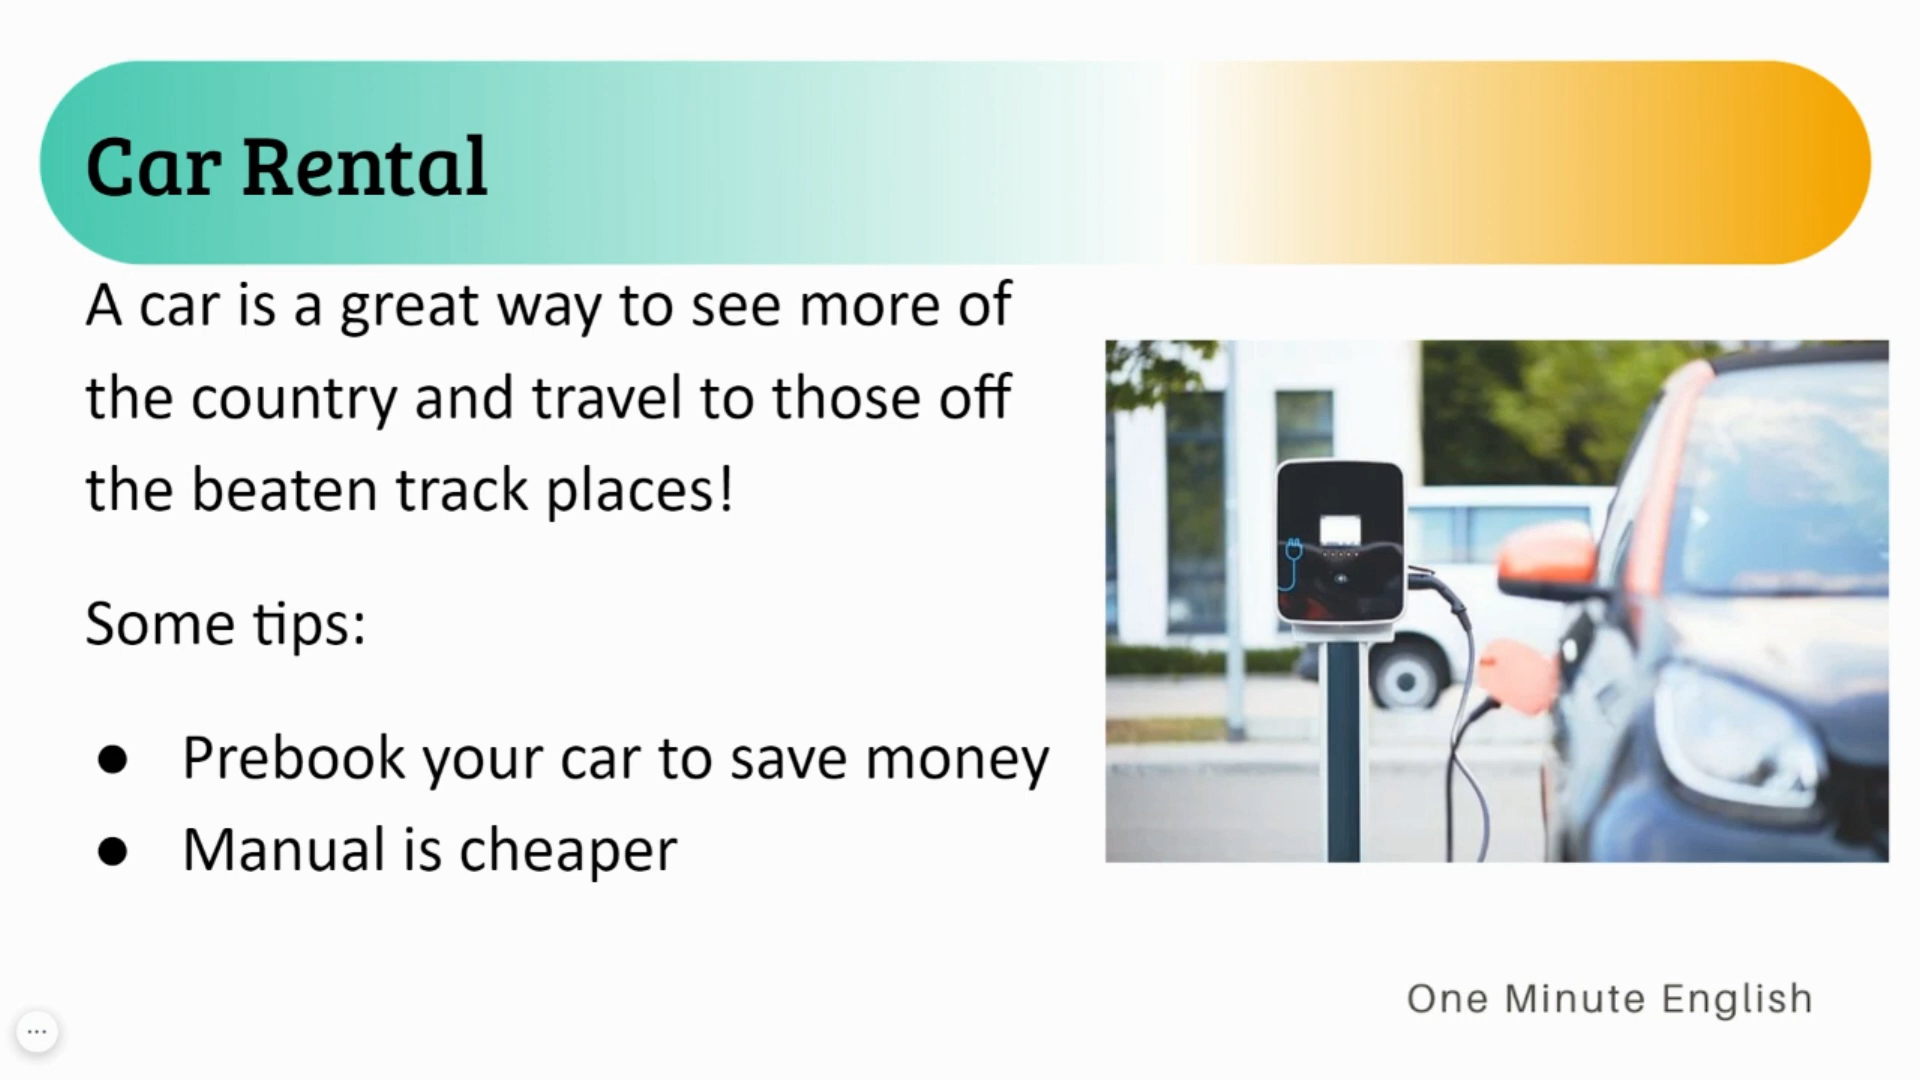 Car Rental
A car is a great way to see more of
the country and travel to those off
the beaten track places!
Some tips:
● Prebook your car to save money
● Manual is cheaper
One Minute English